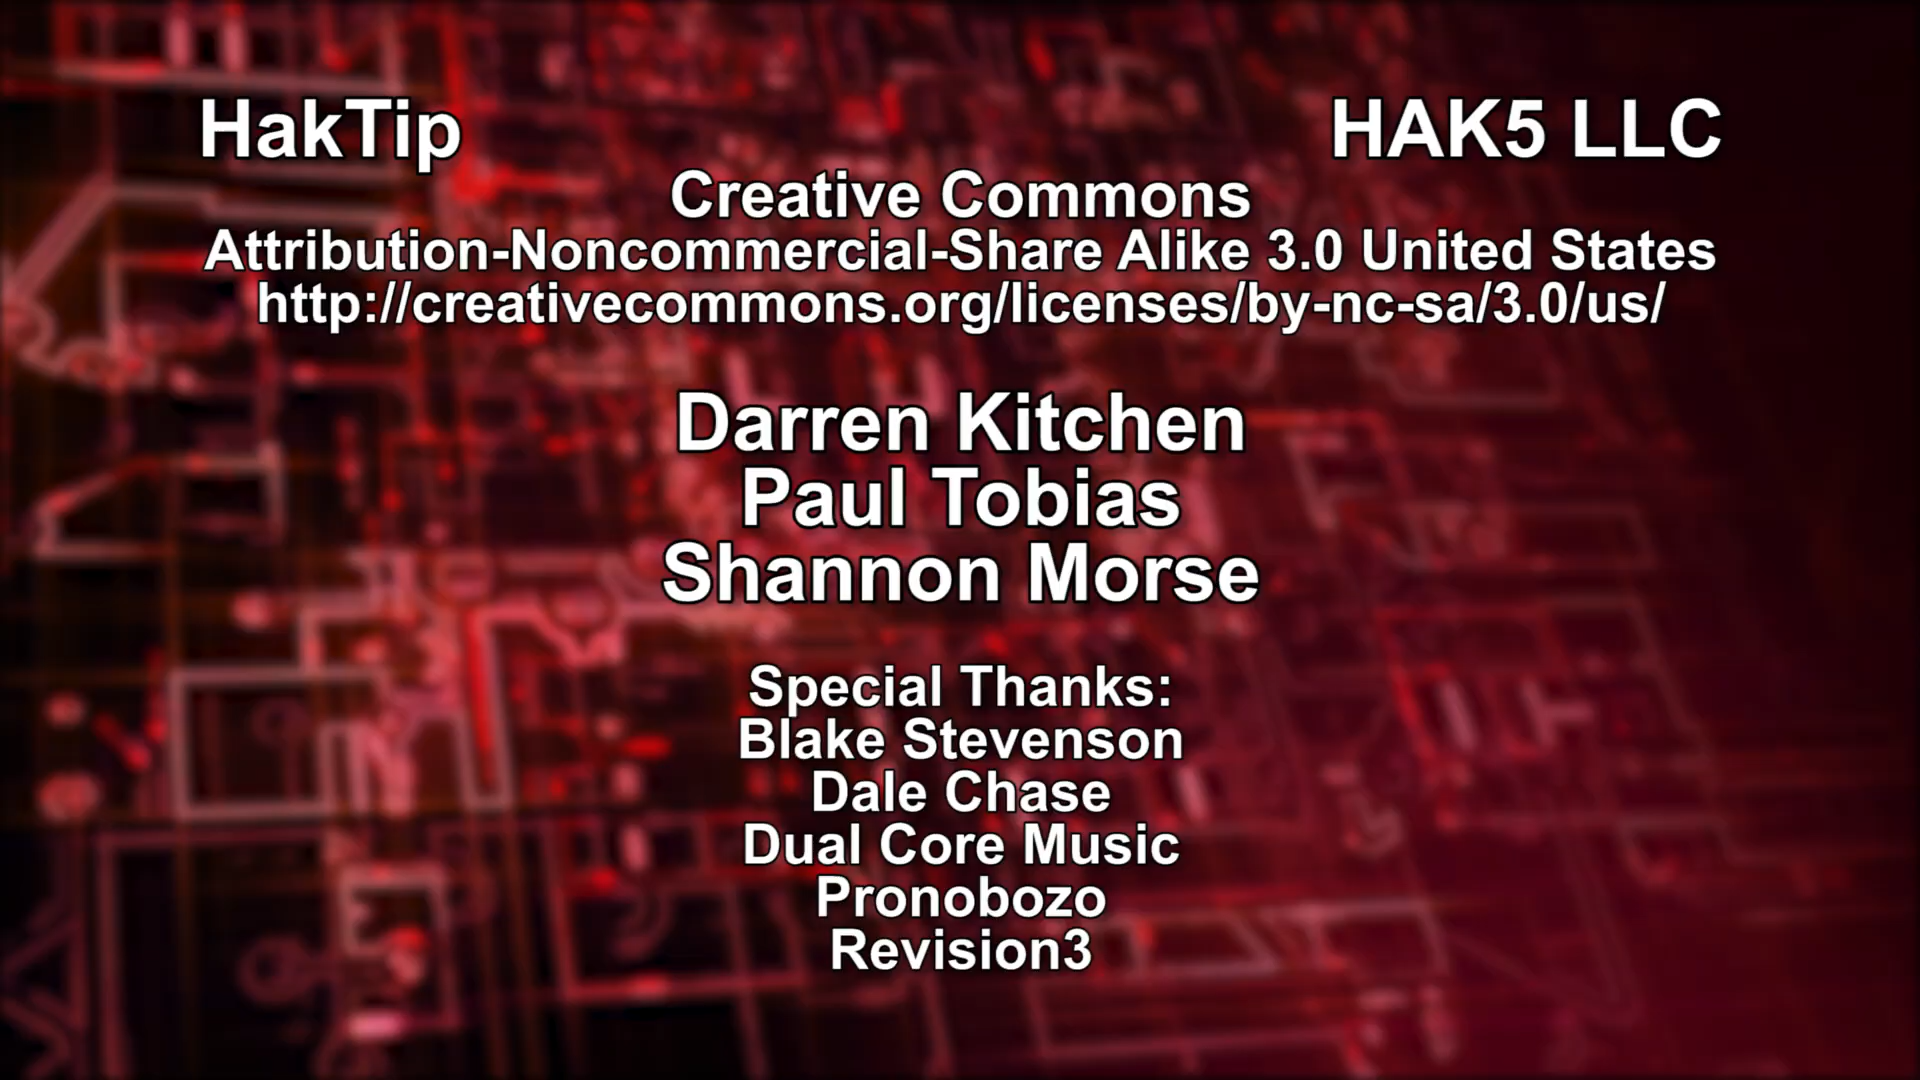 HakTip HAK5 LLC
Creative Commons
Attribution-Noncommercial-Share Alike 3.0 United States
http://creativecommons.org/licenses/by-nc-sa/3.0/us/
Darren Kitchen
Paul Tobias
Shannon Morse
Special Thanks:
Blake Stevenson
Dale Chase
Dual Core Music
Pronobozo
Revision3